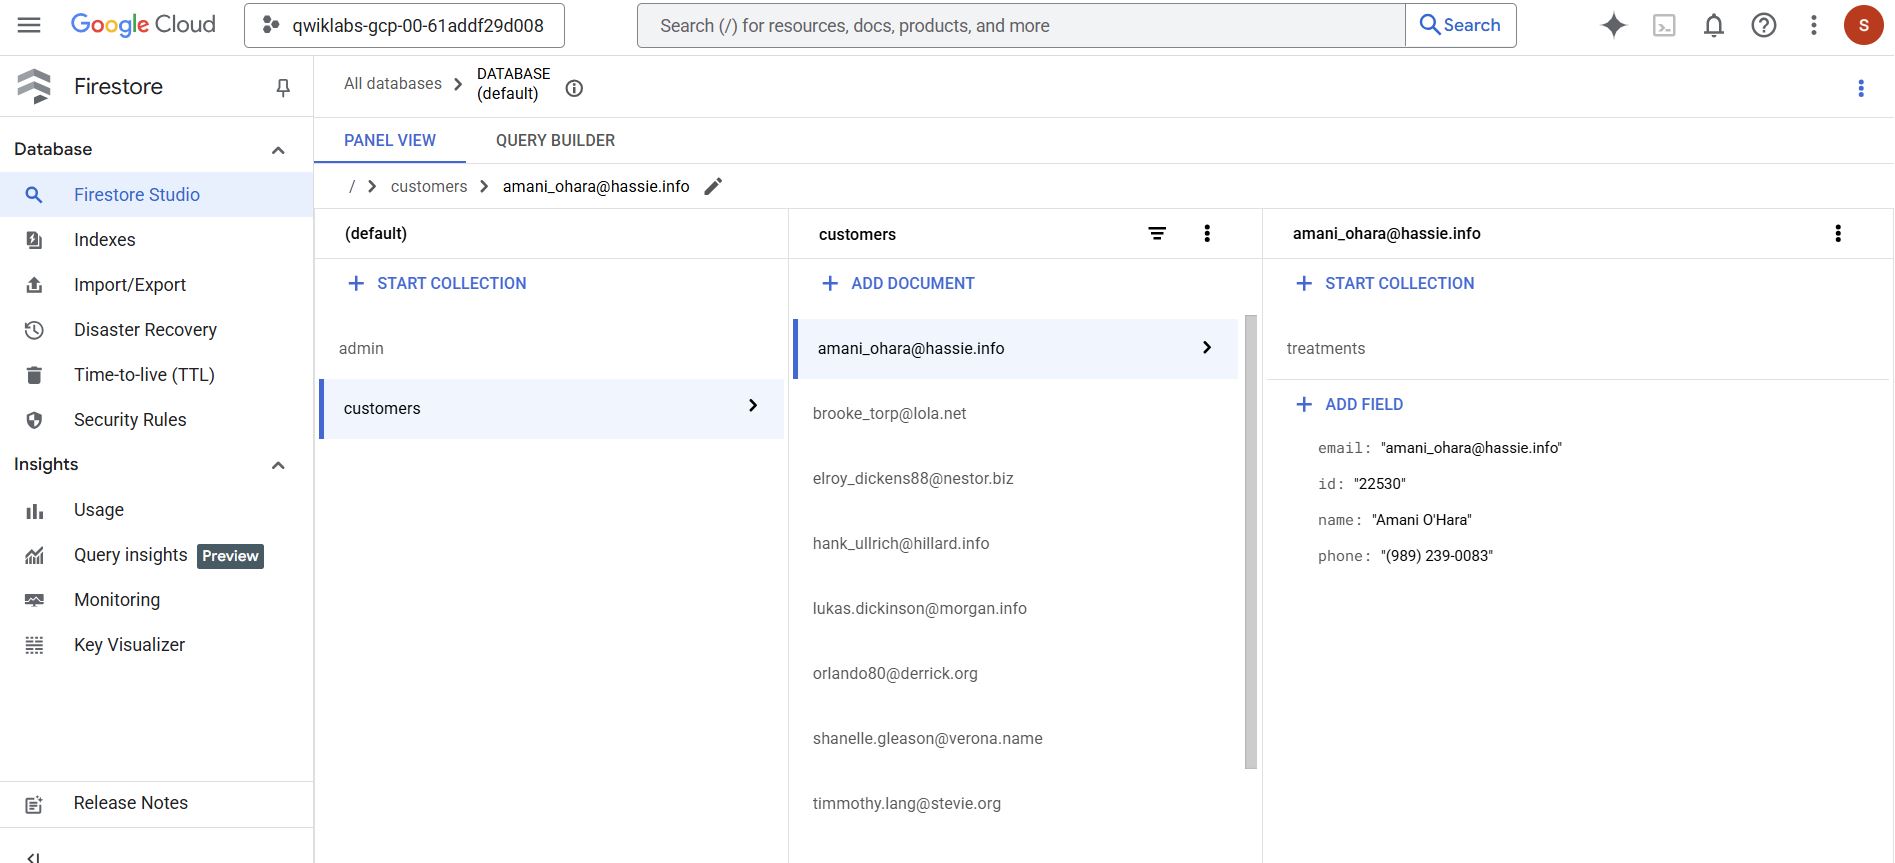 Google Cloud
qwiklabs-gcp-00-61addf29d008
Search (/) for resources, docs, products, and more
Search
S
Firestore
Database
Firestore Studio
Indexes
Import/Export
Disaster Recovery
Time-to-live (TTL)
Security Rules
Insights
Usage
Query insights Preview
Monitoring
Key Visualizer
Release Notes
All databases
DATABASE
(default)
PANEL VIEW
QUERY BUILDER
/ customers amani_ohara@hassie.info
(default)
START COLLECTION
admin
customers
customers
ADD DOCUMENT
amani_ohara@hassie.info
brooke_torp@lola.net
elroy_dickens88@nestor.biz
hank_ullrich@hillard.info
lukas.dickinson@morgan.info
orlando80@derrick.org
shanelle.gleason@verona.name
timmothy.lang@stevie.org
amani_ohara@hassie.info
START COLLECTION
treatments
ADD FIELD
email: "amani_ohara@hassie.info"
id: "22530"
name: "Amani O'Hara"
phone: "(989) 239-0083"